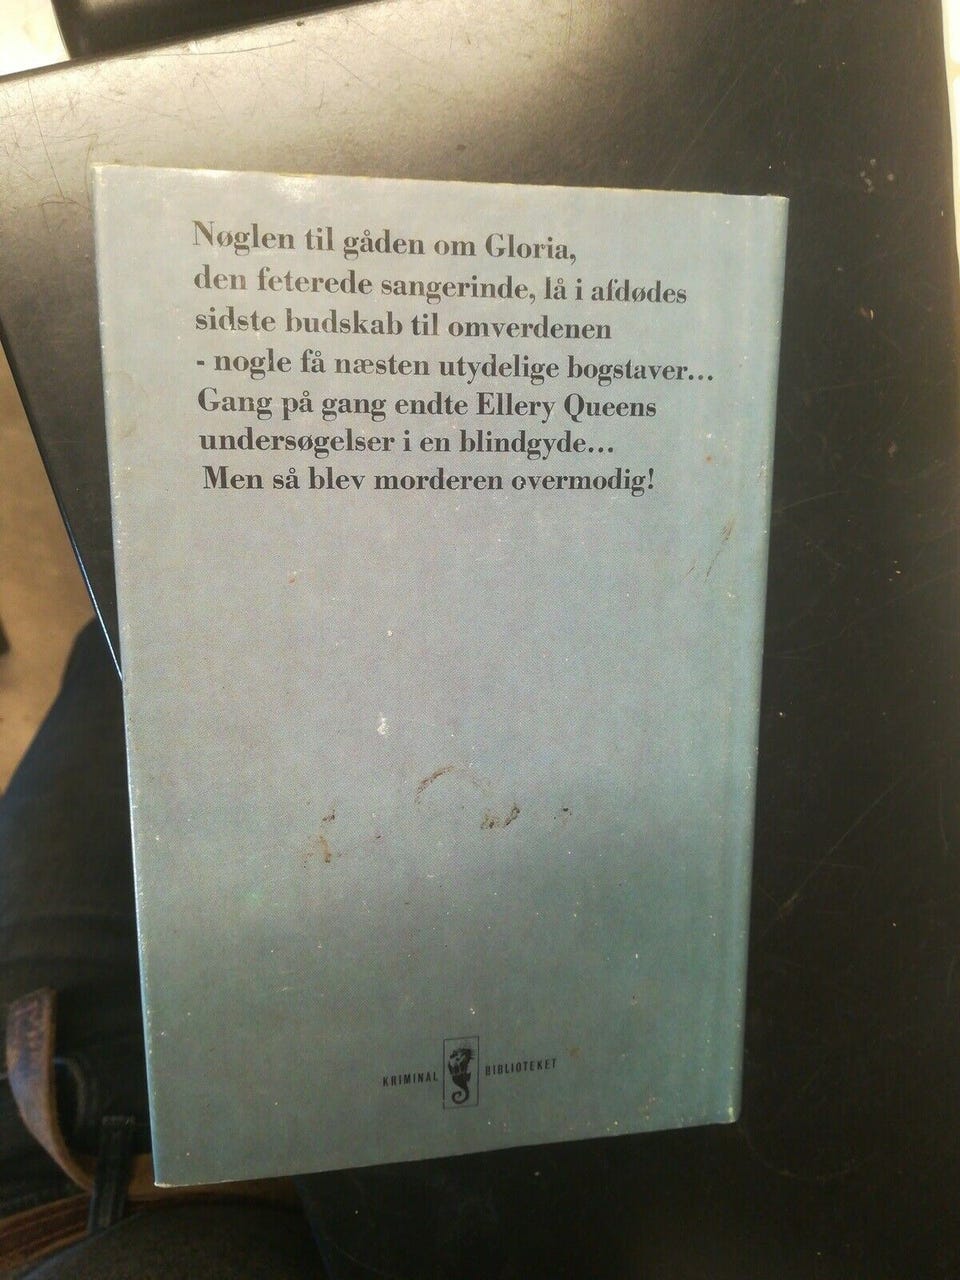 Nøglen til gåden om Gloria,
den feterede sangerinde, lå i afdødes
sidste budskab til omverdenen
- nogle få næsten utydelige bogstaver...
Gang på gang endte Ellery Queens
undersøgelser i en blindgyde...
Men så blev morderen overmodig!
KRIMINAL BIBLIOTEKET